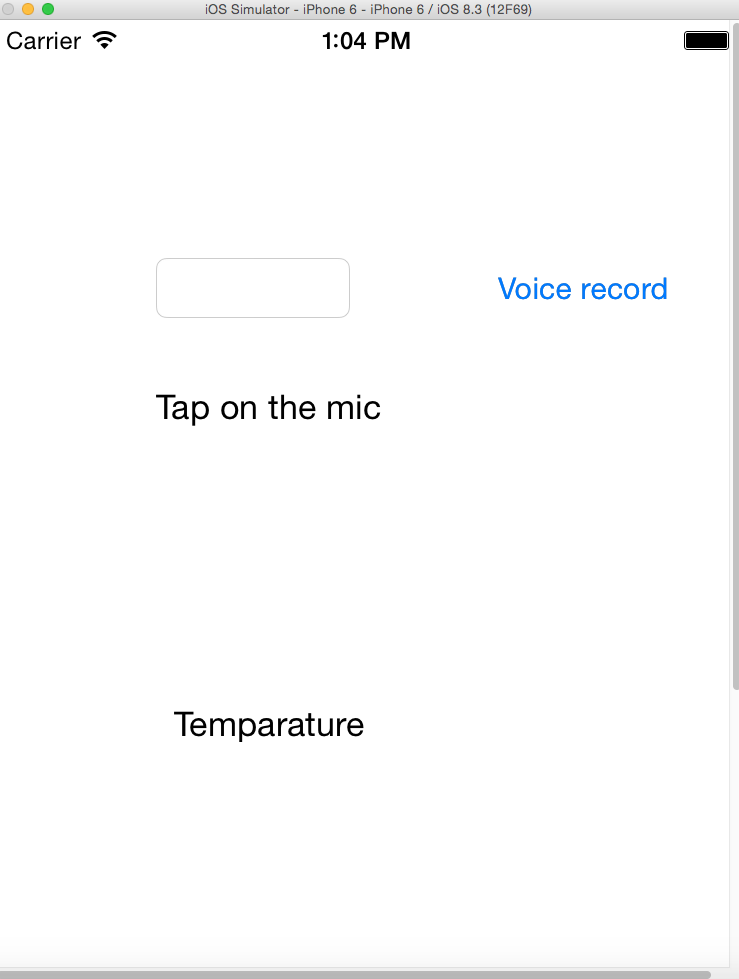 iOS Simulator - iPhone 6 - iPhone 6 / iOS 8.3 (12F69)
Carrier 1:04 PM
Voice record
Tap on the mic
Temparature